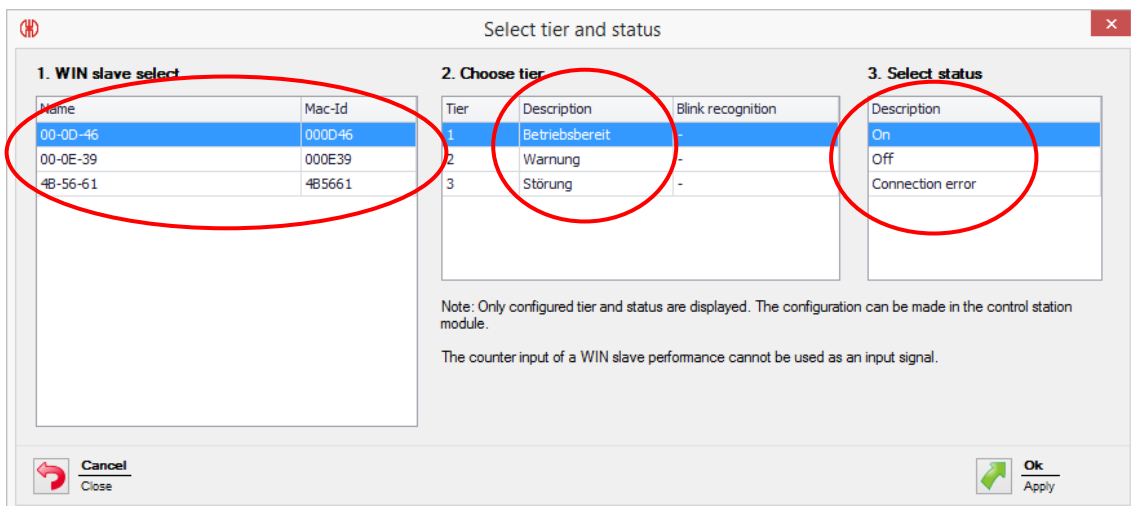 Select tier and status
1. WIN slave select
2. Choose tier
3. Select status
Name Mac-Id
00-0D-46 000D46
00-0E-39 000E39
4B-56-61 4B5661
Tier Description Blink recognition
1 Betriebsbereit -
2 Warnung -
3 Störung -
Description
On
Off
Connection error
Note: Only configured tier and status are displayed. The configuration can be made in the control station
module.
The counter input of a WIN slave performance cannot be used as an input signal.
Cancel
Close
Ok
Apply